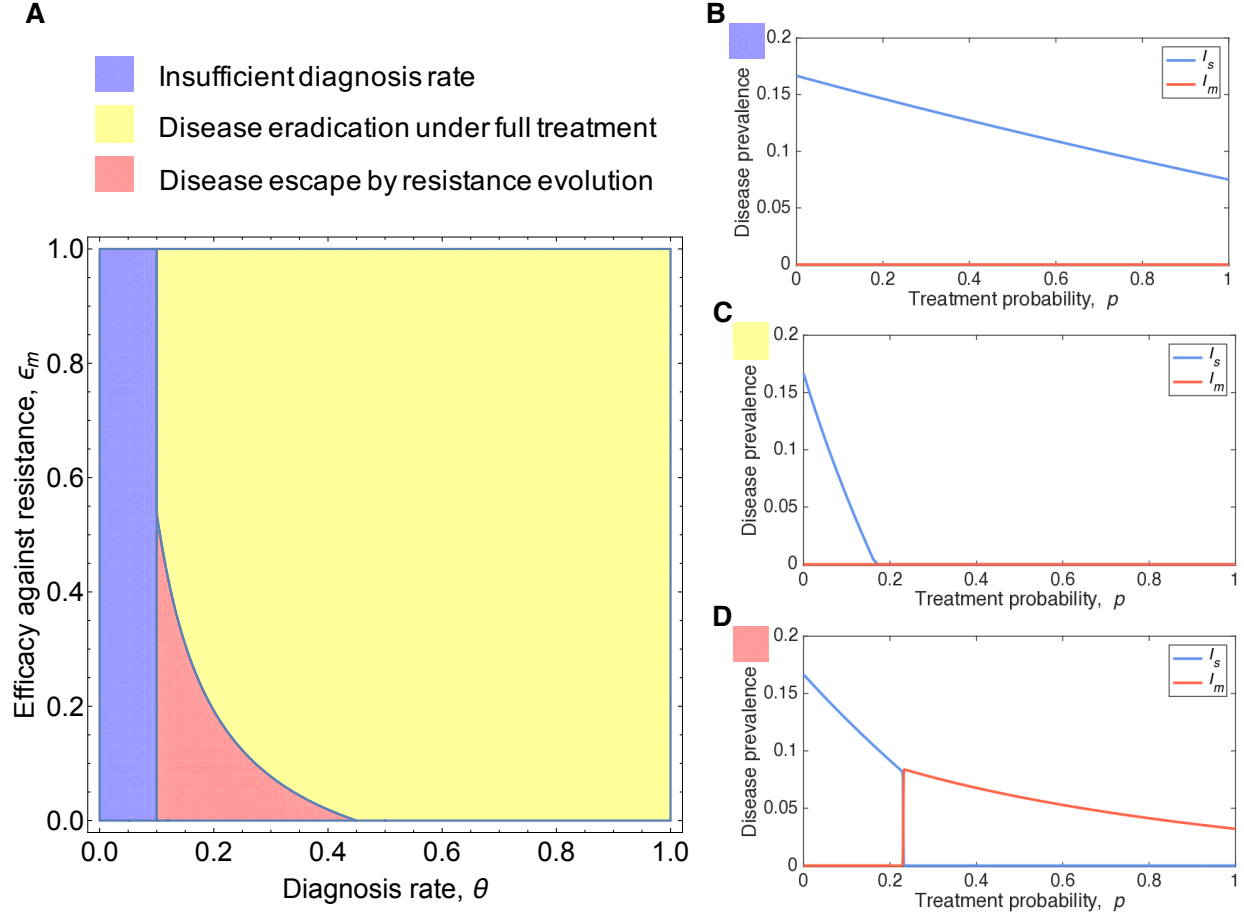 A
Insufficient diagnosis rate
Disease eradication under full treatment
Disease escape by resistance evolution
Efficacy against resistance, ϵm
1.0
0.8
0.6
0.4
0.2
0.0
0.0 0.2 0.4 0.6 0.8 1.0
Diagnosis rate, θ
B
Disease prevalence
0.2
0.15
0.1
0.05
0
0 0.2 0.4 0.6 0.8 1
Treatment probability, p
Is
Im
C
Disease prevalence
0.2
0.15
0.1
0.05
0
0 0.2 0.4 0.6 0.8 1
Treatment probability, p
Is
Im
D
Disease prevalence
0.2
0.15
0.1
0.05
0
0 0.2 0.4 0.6 0.8 1
Treatment probability, p
Is
Im